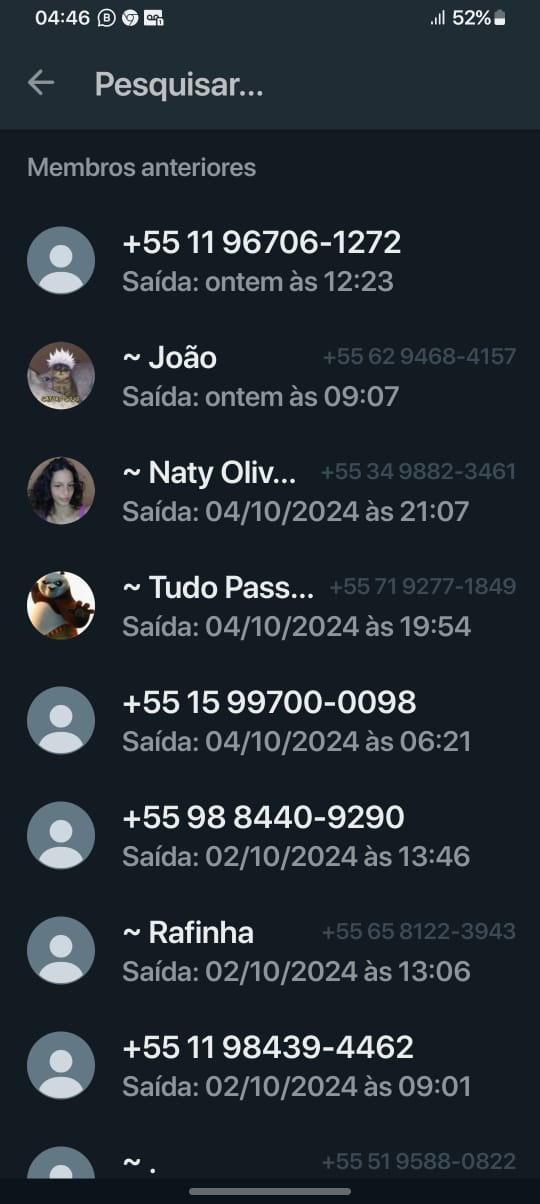 04:46 52%
Pesquisar...
Membros anteriores
+55 11 96706-1272
Saída: ontem às 12:23
~ João +55 62 9468-4157
Saída: ontem às 09:07
~ Naty Oliv... +55 34 9882-3461
Saída: 04/10/2024 às 21:07
~ Tudo Pass... +55 71 9277-1849
Saída: 04/10/2024 às 19:54
+55 15 99700-0098
Saída: 04/10/2024 às 06:21
+55 98 8440-9290
Saída: 02/10/2024 às 13:46
~ Rafinha +55 65 8122-3943
Saída: 02/10/2024 às 13:06
+55 11 98439-4462
Saída: 02/10/2024 às 09:01
~ . +55 51 9588-0822